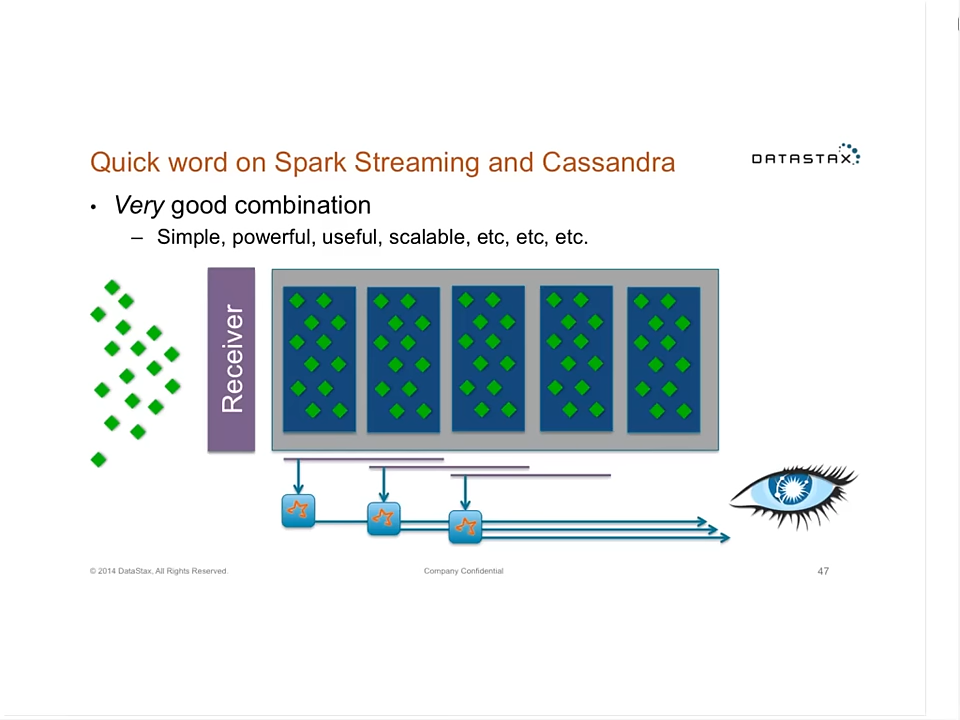 Quick word on Spark Streaming and Cassandra
DATASTAX
• Very good combination
– Simple, powerful, useful, scalable, etc, etc, etc.
Receiver
© 2014 DataStax, All Rights Reserved.
Company Confidential
47